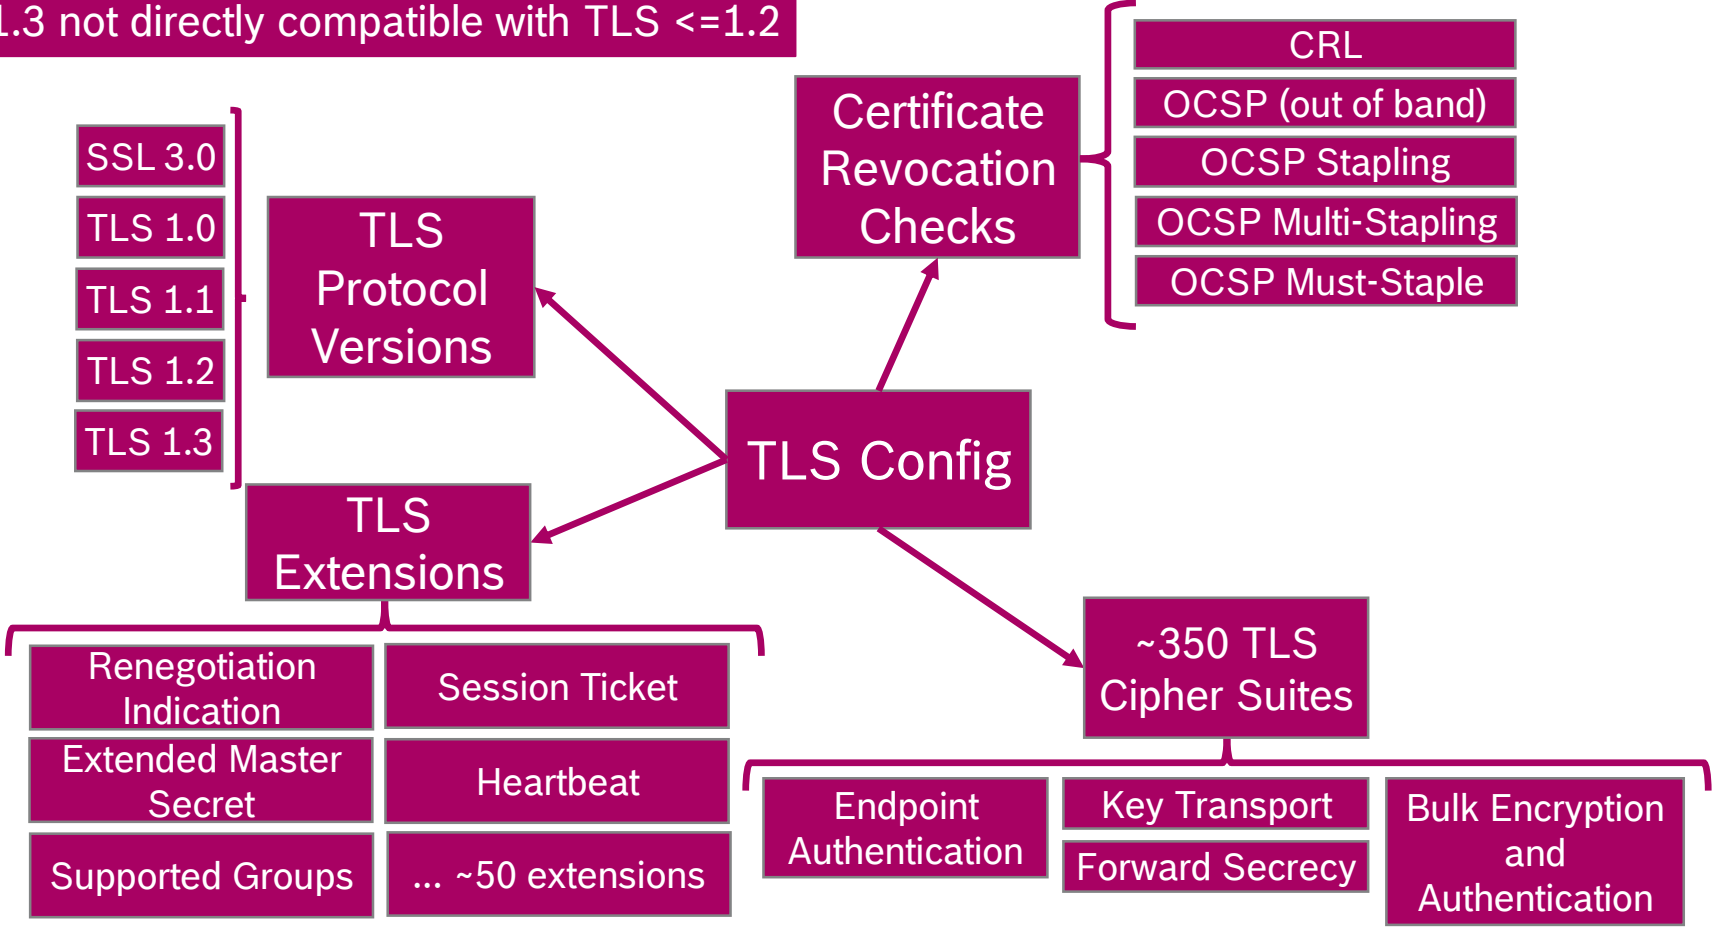 1.3 not directly compatible with TLS <=1.2
SSL 3.0
TLS 1.0
TLS 1.1
TLS 1.2
TLS 1.3
TLS
Protocol
Versions
Certificate
Revocation
Checks
CRL
OCSP (out of band)
OCSP Stapling
OCSP Multi-Stapling
OCSP Must-Staple
TLS Config
TLS
Extensions
Renegotiation
Indication
Session Ticket
Extended Master
Secret
Heartbeat
Supported Groups
... ~50 extensions
~350 TLS
Cipher Suites
Endpoint
Authentication
Key Transport
Forward Secrecy
Bulk Encryption
and
Authentication